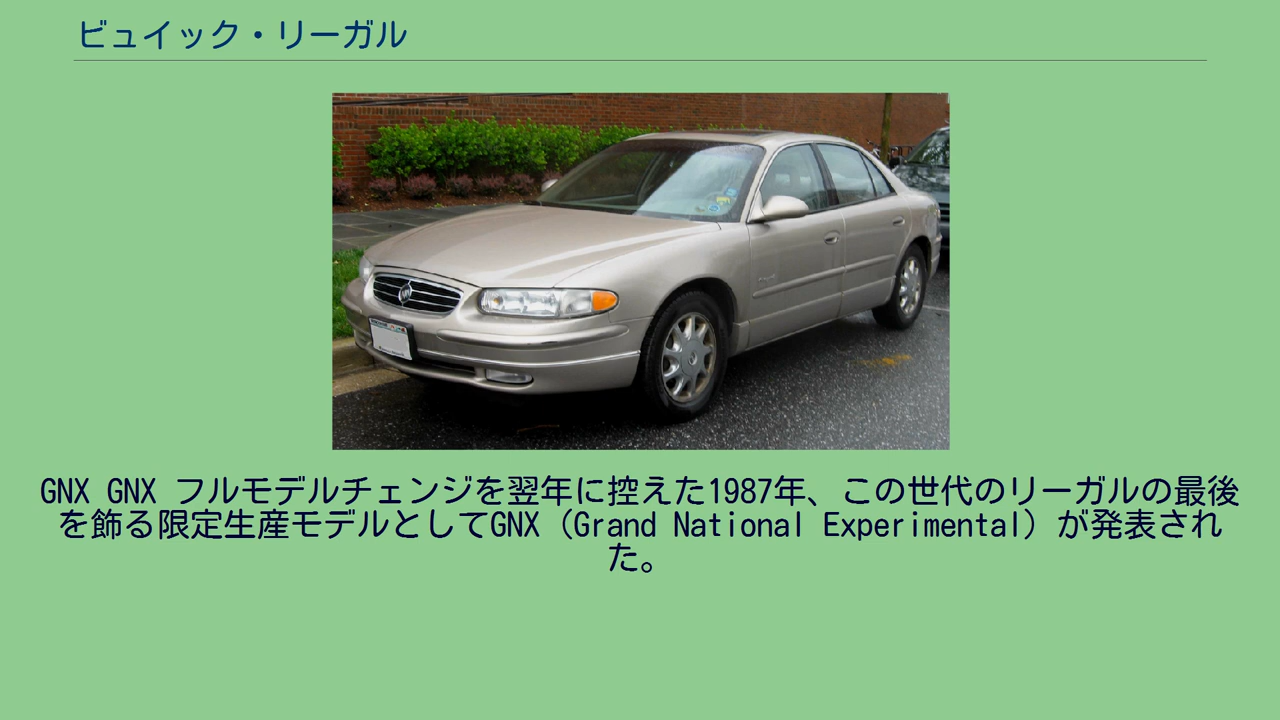 ビュイック・リーガル
GNX GNX フルモデルチェンジを翌年に控えた1987年、この世代のリーガルの最後
を飾る限定生産モデルとしてGNX（Grand National Experimental）が発表され
た。